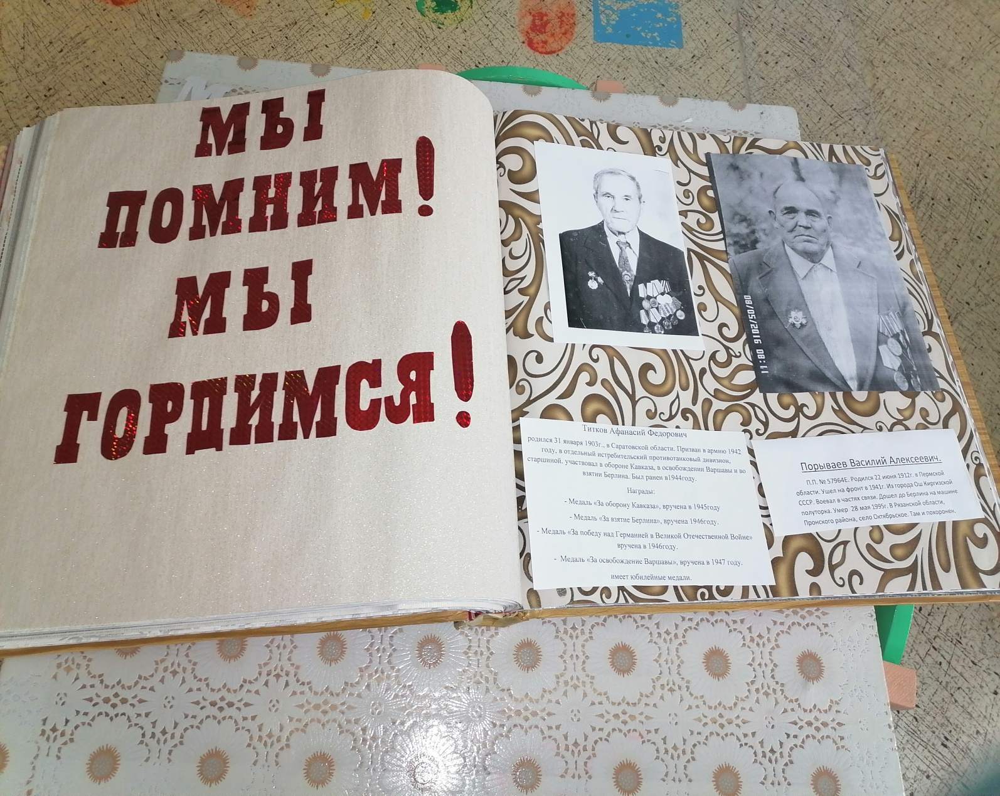 МЫ
ПОМНИМ!
МЫ
ГОРДИМСЯ!
11:80 9102/50/80
Титков Афанасий Федорович
родился 31 января 1903г., в Саратовской области. Призван в армию 1942
году, в отдельный истребительский противотанковый дивизион,
старшиной. участвовал в обороне Кавказа, в освобождении Варшавы и во
взятии Берлина. Был ранен в1944году.
Награды:
- Медаль «За оборону Кавказа», вручена в 1945году
- Медаль «За взятие Берлина», вручена 1946году.
- Медаль «За победу над Германией в Великой Отечественной Войне»
вручена в 1946году.
- Медаль «За освобождение Варшавы», вручена в 1947 году.
имеет юбилейные медали.
Порываев Василий Алексеевич.
П.П. № 57964Е. Родился 22 июня 1912г. в Пермской
области. Ушел на фронт в 1941г. Из города Ош Киргизской
СССР. Воевал в частях связи. Дошел до Берлина на машине
полуторка. Умер 28 мая 1995г. В Рязанской области,
Пронского района, село Октябрьское. Там и похоронен.